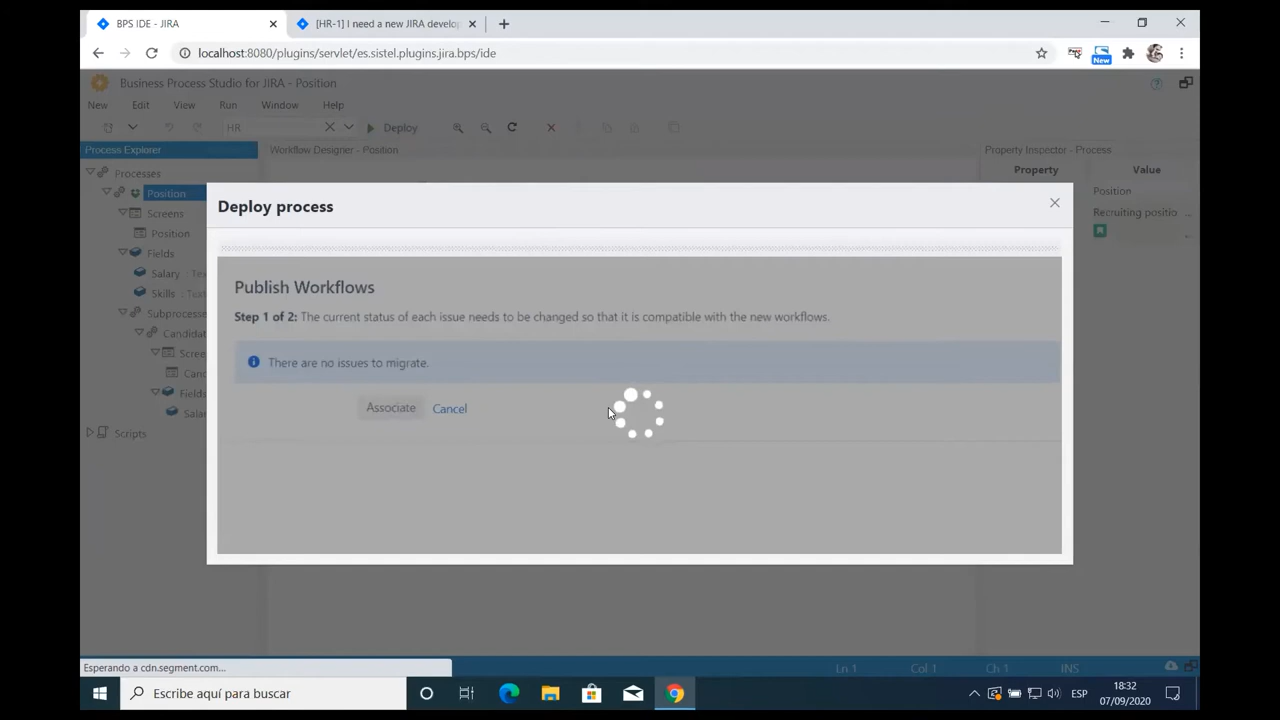 BPS IDE - JIRA
[HR-1] I need a new JIRA develop
localhost:8080/plugins/servlet/es.sistel.plugins.jira.bps/ide
New
Business Process Studio for JIRA - Position
New Edit View Run Window Help
HR Deploy
Process Explorer
Workflow Designer - Position
Property Inspector - Process
Processes
Property Value
Position
Position
Screens
Recruiting positio ...
Position
Fields
Salary
Skills
Subprocesse
Candida
Scree
Canc
Fields
Sala
Scripts
Deploy process
Publish Workflows
Step 1 of 2: The current status of each issue needs to be changed so that it is compatible with the new workflows.
There are no issues to migrate.
Associate Cancel
Esperando a cdn.segment.com...
Ln 1 Col 1 Ch 1 INS
Escribe aquí para buscar
ESP
18:32
07/09/2020